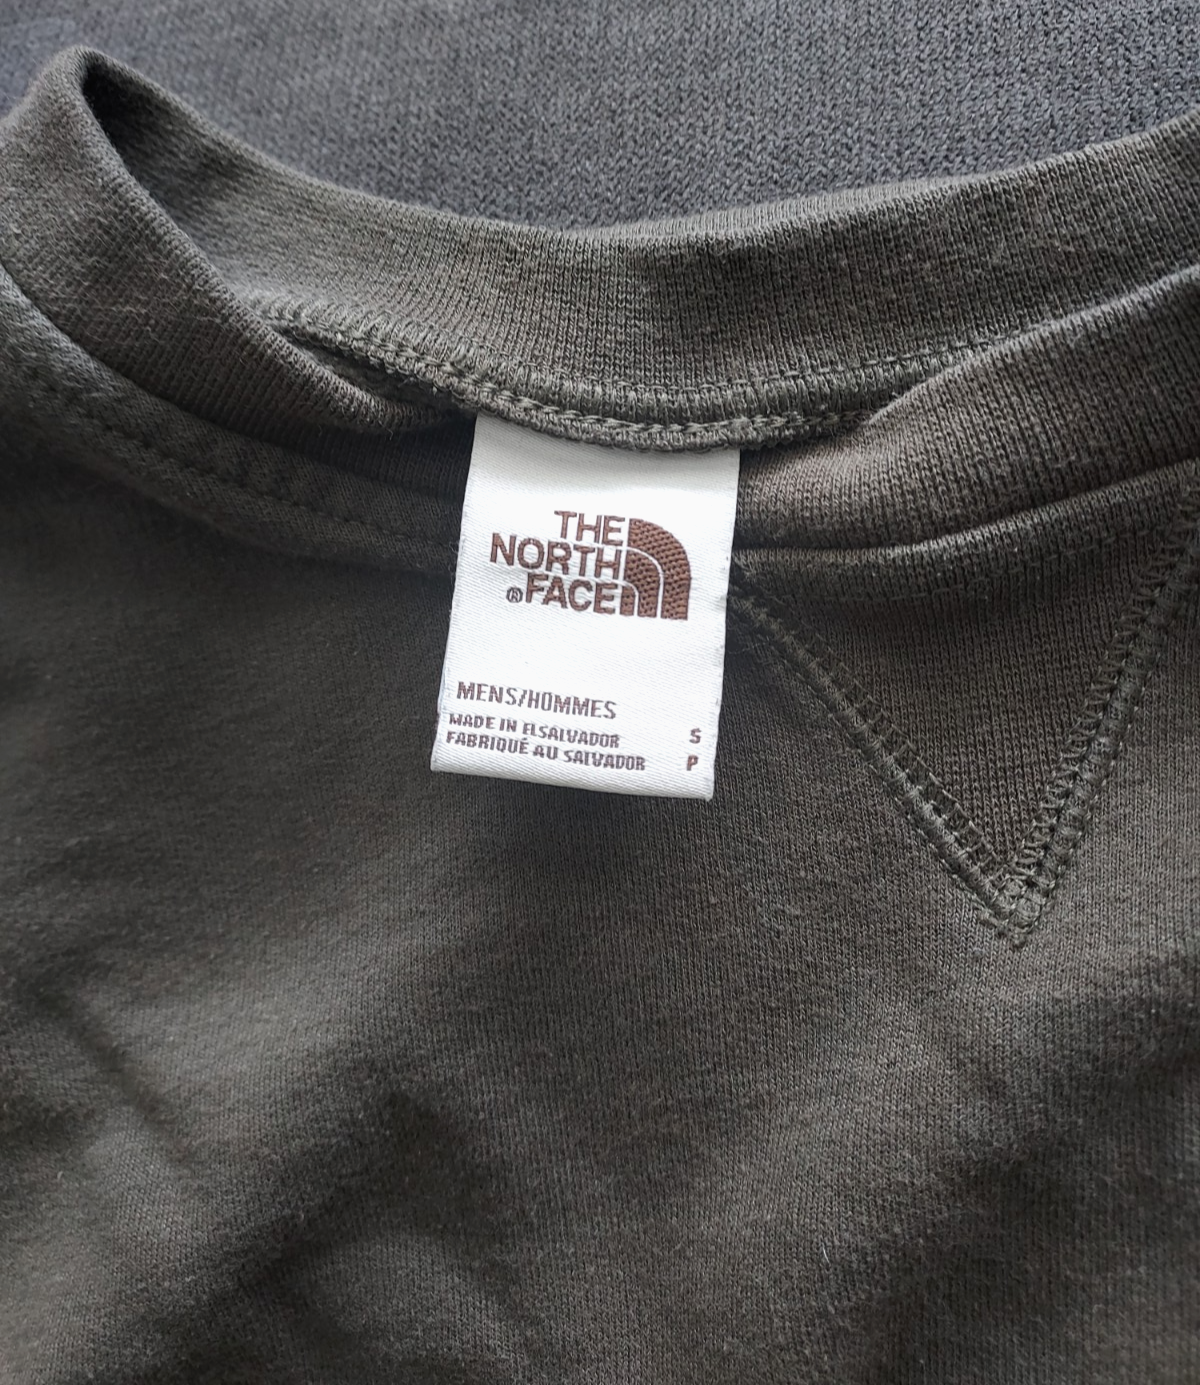 THE
NORTH
®FACE
MENS/HOMMES
MADE IN ELSALVADOR S
FABRIQUÉ AU SALVADOR P